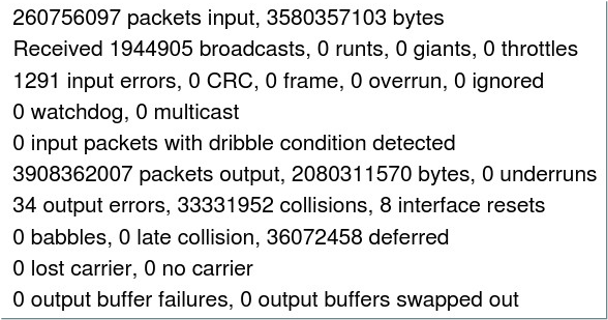 260756097 packets input, 3580357103 bytes
Received 1944905 broadcasts, 0 runts, 0 giants, 0 throttles
1291 input errors, 0 CRC, 0 frame, 0 overrun, 0 ignored
0 watchdog, 0 multicast
0 input packets with dribble condition detected
3908362007 packets output, 2080311570 bytes, 0 underruns
34 output errors, 33331952 collisions, 8 interface resets
0 babbles, 0 late collision, 36072458 deferred
0 lost carrier, 0 no carrier
0 output buffer failures, 0 output buffers swapped out